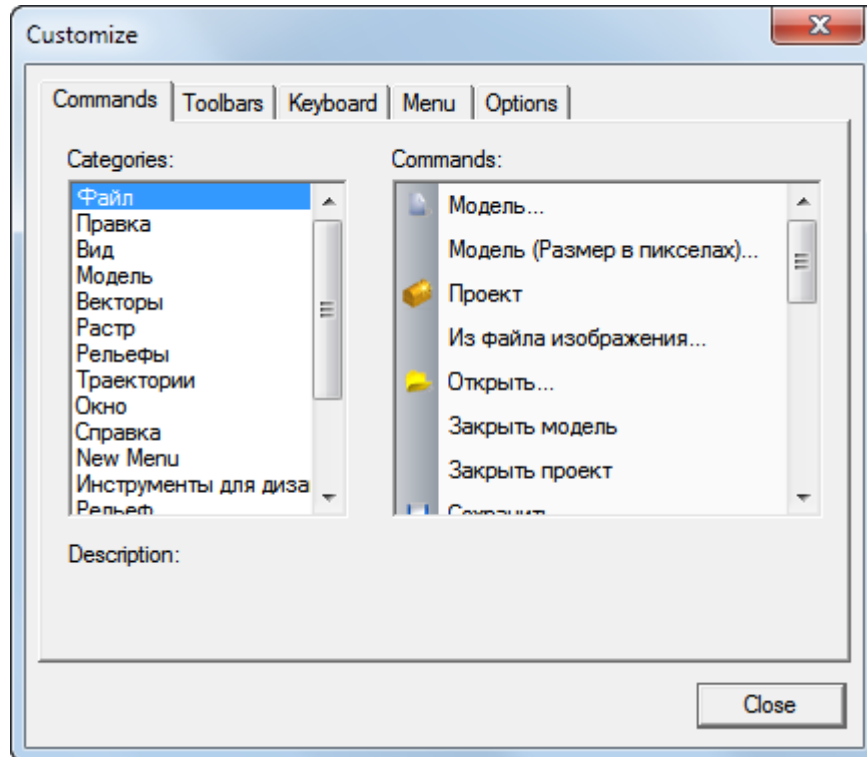 Customize
Commands
Toolbars
Keyboard
Menu
Options
Categories:
Файл
Правка
Вид
Модель
Векторы
Растр
Рельефы
Траектории
Окно
Справка
New Menu
Инструменты для диза
Рельеф
Commands:
Модель...
Модель (Размер в пикселах)...
Проект
Из файла изображения...
Открыть...
Закрыть модель
Закрыть проект
Сохранить
Description:
Close